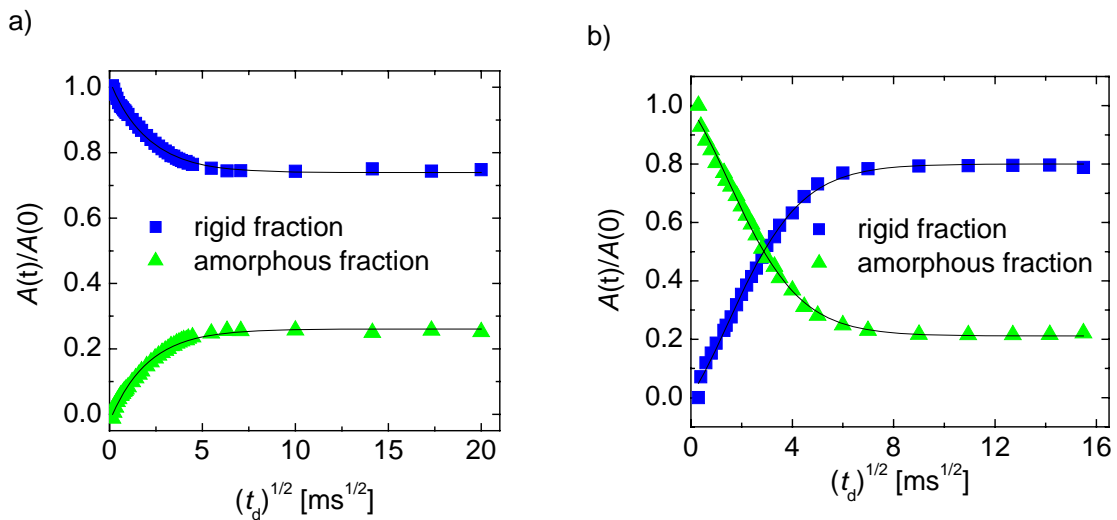 a)
1.0
0.8
0.6
0.4
0.2
0.0
A(t)/A(0)
rigid fraction
amorphous fraction
0 5 10 15 20
(t_d)^{1/2} [ms^{1/2}]
b)
1.0
0.8
0.6
0.4
0.2
0.0
A(t)/A(0)
rigid fraction
amorphous fraction
0 4 8 12 16
(t_d)^{1/2} [ms^{1/2}]